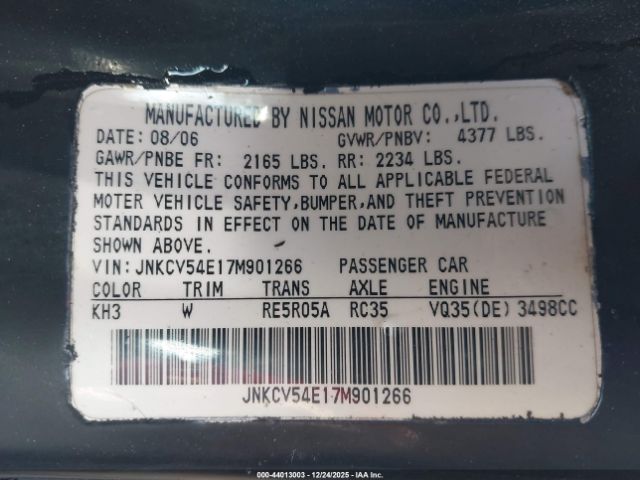 MANUFACTURED BY NISSAN MOTOR CO.,LTD.
DATE: 08/06 GVWR/PNBV: 4377 LBS.
GAWR/PNBE FR: 2165 LBS. RR: 2234 LBS.
THIS VEHICLE CONFORMS TO ALL APPLICABLE FEDERAL
MOTER VEHICLE SAFETY,BUMPER,AND THEFT PREVENTION
STANDARDS IN EFFECT ON THE DATE OF MANUFACTURE
SHOWN ABOVE.
VIN: JNKCV54E17M901266 PASSENGER CAR
COLOR TRIM TRANS AXLE ENGINE
KH3 W RE5R05A RC35 VQ35(DE) 3498CC
JNKCV54E17M901266
000-44013003 | 12/24/2025 - IAA Inc.